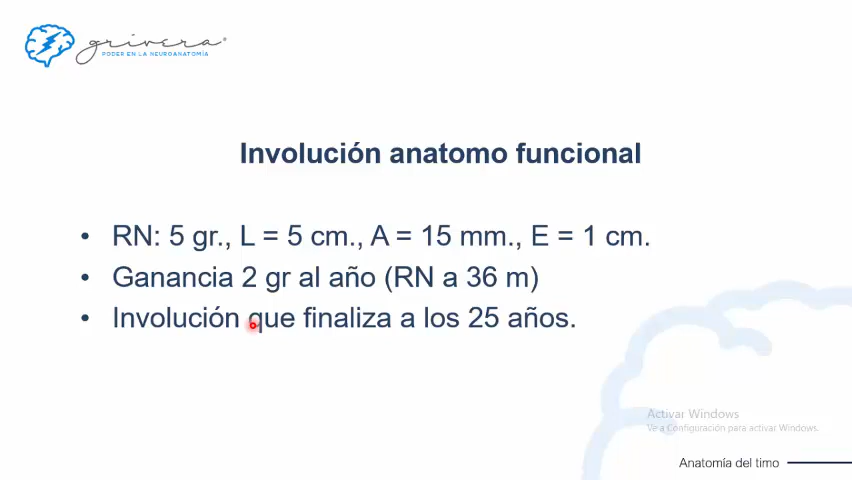 grivera®
PODER EN LA NEUROANATOMÍA
Involución anatomo funcional
• RN: 5 gr., L = 5 cm., A = 15 mm., E = 1 cm.
• Ganancia 2 gr al año (RN a 36 m)
• Involución que finaliza a los 25 años.
Activar Windows
Ve a Configuración para activar Windows.
Anatomía del timo